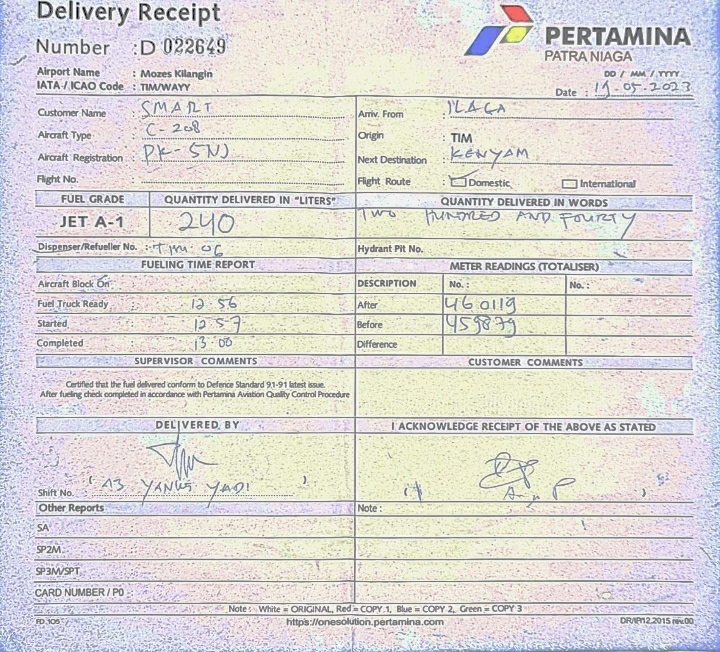 Delivery Receipt
Number : D 022649
PERTAMINA
PATRA NIAGA
Airport Name : Mozes Kilangin
IATA / ICAO Code : TIM/WAYY
DD / MM / YYYY
Date : 19-05-2023
Customer Name : SMART
Arriv. From : ILAGA
Aircraft Type : C-208
Origin : TIM
Aircraft Registration : PK-SNJ
Next Destination : KENYAM
Flight No. :
Flight Route : Domestic International
FUEL GRADE QUANTITY DELIVERED IN "LITERS" QUANTITY DELIVERED IN WORDS
JET A-1 240 TWO HUNDRED AND FOURTY
Dispenser/Refueller No. : TIM 06 Hydrant Pit No.
FUELING TIME REPORT METER READINGS (TOTALISER)
Aircraft Block On DESCRIPTION No. : No. :
Fuel Truck Ready 12 56 After 460119
Started 12 57 Before 459879
Completed 13 00 Difference
SUPERVISOR COMMENTS CUSTOMER COMMENTS
Certified that the fuel delivered conform to Defence Standard 91-91 latest issue.
After fueling check completed in accordance with Pertamina Aviation Quality Control Procedure
DELIVERED, BY I ACKNOWLEDGE RECEIPT OF THE ABOVE AS STATED
Shift No. : ( YADI )
Other Reports Note :
SA
SP2M
SP3M/SPT
CARD NUMBER / PO
Note : White = ORIGINAL, Red = COPY 1, Blue = COPY 2, Green = COPY 3
FD.105 https://onesolution.pertamina.com